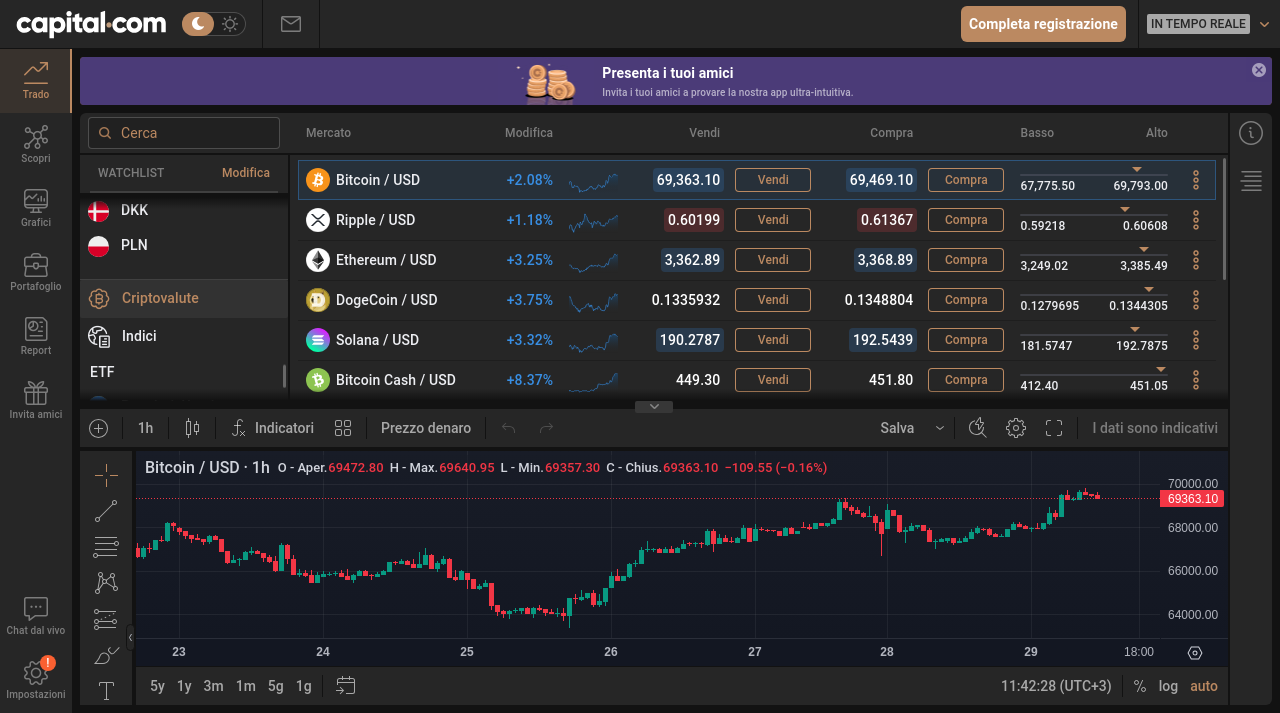 capital.com
Completa registrazione
IN TEMPO REALE
Trado
Scopri
Grafici
Portafoglio
Report
Invita amici
Chat dal vivo
!
Impostazioni
Presenta i tuoi amici
Invita i tuoi amici a provare la nostra app ultra-intuitiva.
Cerca
WATCHLIST Modifica
DKK
PLN
Criptovalute
Indici
ETF
Mercato Modifica Vendi Compra Basso Alto
Bitcoin / USD +2.08% 69,363.10 Vendi 69,469.10 Compra 67,775.50 69,793.00
Ripple / USD +1.18% 0.60199 Vendi 0.61367 Compra 0.59218 0.60608
Ethereum / USD +3.25% 3,362.89 Vendi 3,368.89 Compra 3,249.02 3,385.49
DogeCoin / USD +3.75% 0.1335932 Vendi 0.1348804 Compra 0.1279695 0.1344305
Solana / USD +3.32% 190.2787 Vendi 192.5439 Compra 181.5747 192.7875
Bitcoin Cash / USD +8.37% 449.30 Vendi 451.80 Compra 412.40 451.05
1h Indicatori Prezzo denaro Salva I dati sono indicativi
Bitcoin / USD · 1h O - Aper.69472.80 H - Max.69640.95 L - Min.69357.30 C - Chius.69363.10 −109.55 (−0.16%)
70000.00
69363.10
68000.00
66000.00
64000.00
23 24 25 26 27 28 29 18:00
5y 1y 3m 1m 5g 1g 11:42:28 (UTC+3) % log auto